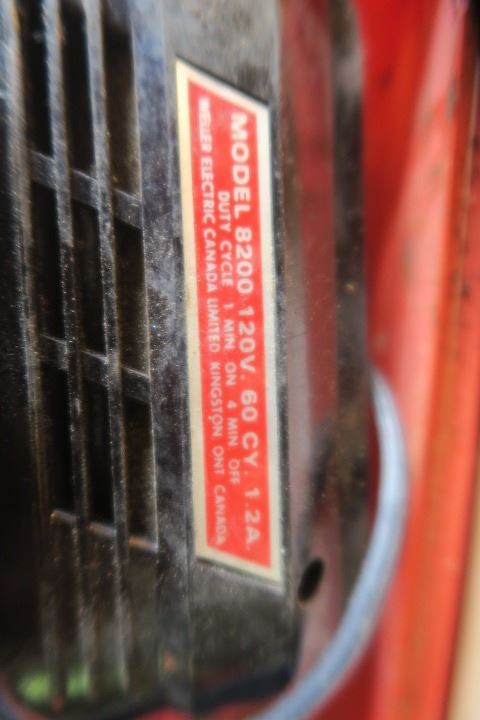 MODEL 8200 120V. 60 CY. 1.2A.
DUTY CYCLE 1 MIN ON 4 MIN OFF
WELLER ELECTRIC CANADA LIMITED KINGSTON ONT CANADA